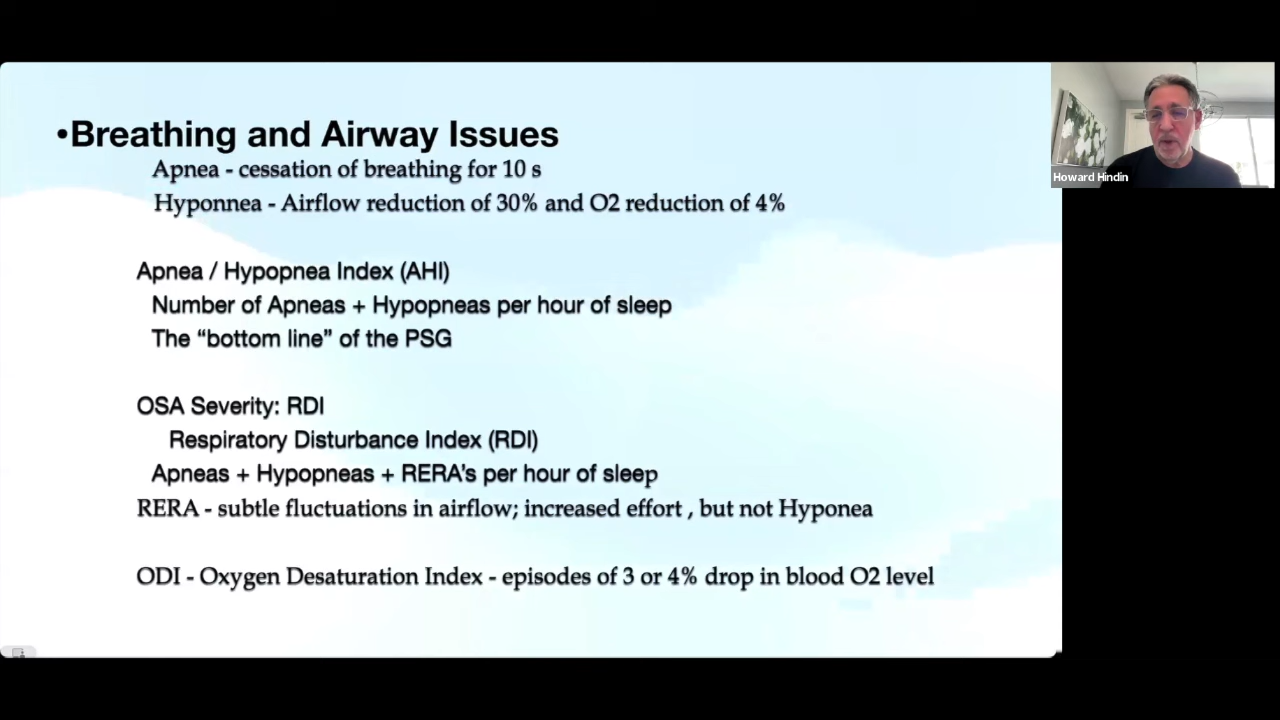 •Breathing and Airway Issues
Apnea - cessation of breathing for 10 s
Hyponnea - Airflow reduction of 30% and O2 reduction of 4%
Apnea / Hypopnea Index (AHI)
Number of Apneas + Hypopneas per hour of sleep
The “bottom line” of the PSG
OSA Severity: RDI
Respiratory Disturbance Index (RDI)
Apneas + Hypopneas + RERA’s per hour of sleep
RERA - subtle fluctuations in airflow; increased effort , but not Hyponea
ODI - Oxygen Desaturation Index - episodes of 3 or 4% drop in blood O2 level
Howard Hindin